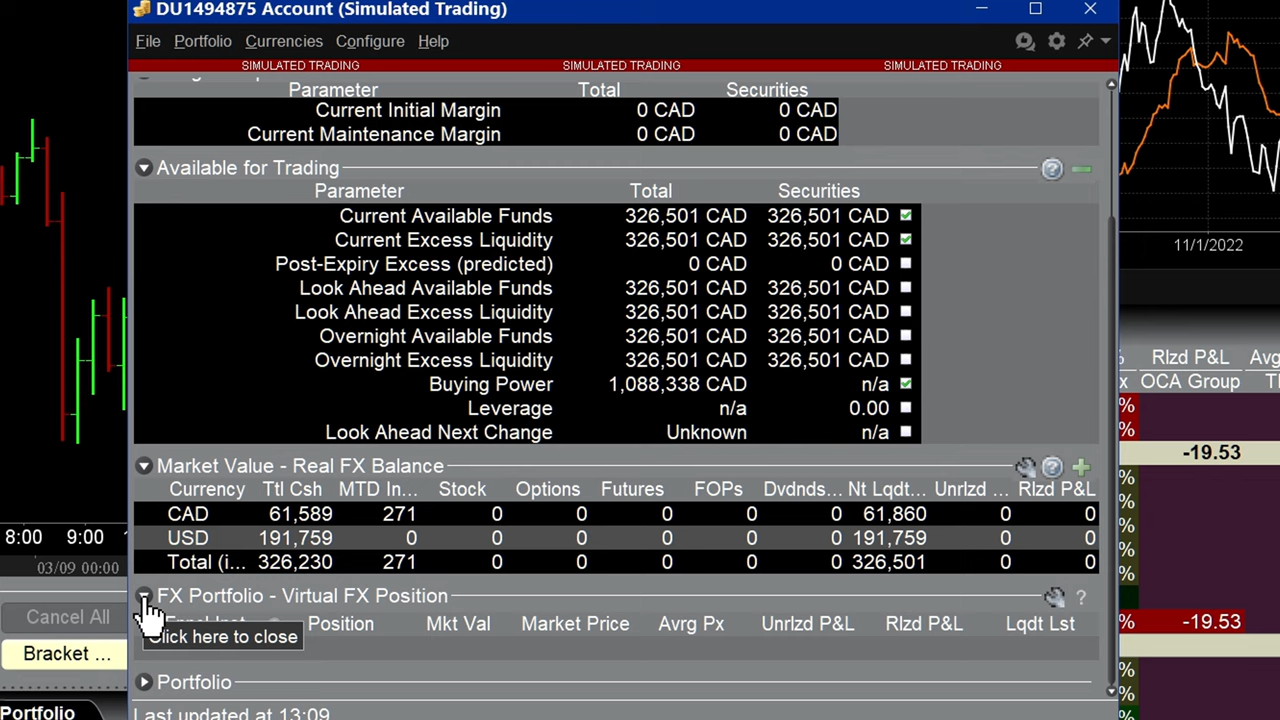 DU1494875 Account (Simulated Trading)
File Portfolio Currencies Configure Help
SIMULATED TRADING SIMULATED TRADING SIMULATED TRADING
Parameter Total Securities
Current Initial Margin 0 CAD 0 CAD
Current Maintenance Margin 0 CAD 0 CAD
Available for Trading
Parameter Total Securities
Current Available Funds 326,501 CAD 326,501 CAD
Current Excess Liquidity 326,501 CAD 326,501 CAD
Post-Expiry Excess (predicted) 0 CAD 0 CAD
Look Ahead Available Funds 326,501 CAD 326,501 CAD
Look Ahead Excess Liquidity 326,501 CAD 326,501 CAD
Overnight Available Funds 326,501 CAD 326,501 CAD
Overnight Excess Liquidity 326,501 CAD 326,501 CAD
Buying Power 1,088,338 CAD n/a
Leverage n/a 0.00
Look Ahead Next Change Unknown n/a
Market Value - Real FX Balance
Currency Ttl Csh MTD In... Stock Options Futures FOPs Dvdnds... Nt Lqdt... Unrlzd ... Rlzd P&L
CAD 61,589 271 0 0 0 0 0 61,860 0 0
USD 191,759 0 0 0 0 0 0 191,759 0 0
Total (i... 326,230 271 0 0 0 0 0 326,501 0 0
FX Portfolio - Virtual FX Position ?
Position Mkt Val Market Price Avrg Px Unrlzd P&L Rlzd P&L Lqdt Lst
Click here to close
Portfolio
Last updated at 13:09
8:00 9:00
03/09 00:00
Cancel All
Bracket ...
Portfolio
11/1/2022
% Rlzd P&L Avg
x OCA Group
%
%
-19.53
%
%
%
%
%
% -19.53
%
%
%